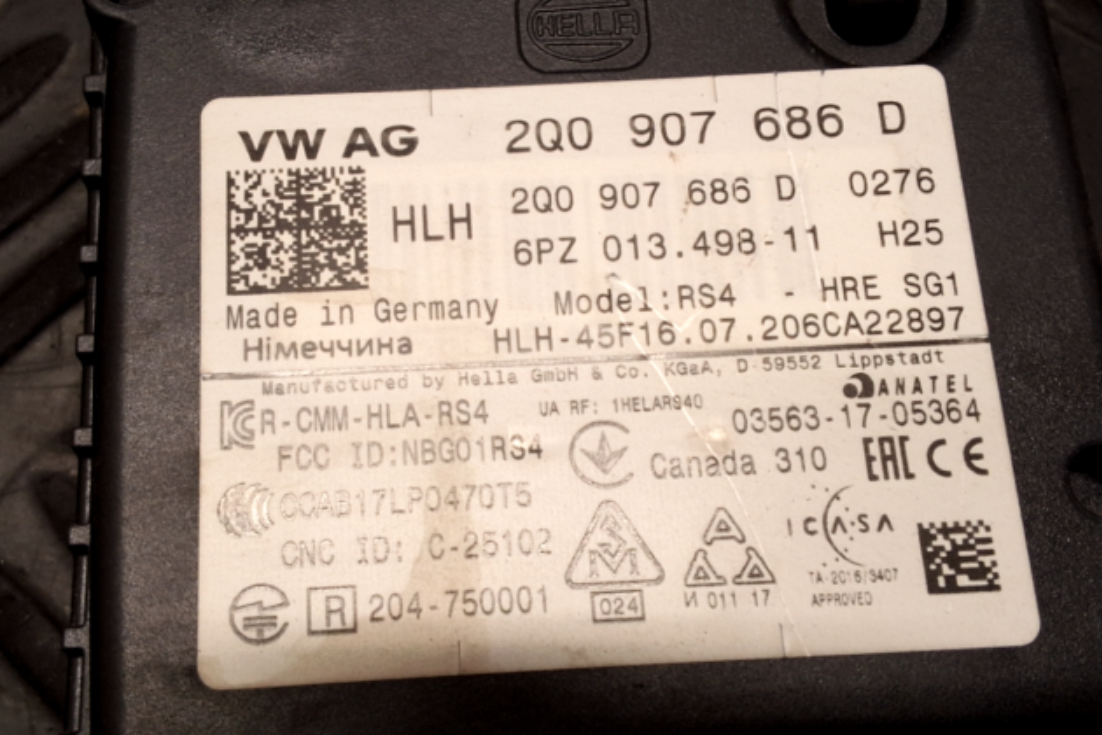 HELLA
VW AG 2Q0 907 686 D
2Q0 907 686 D 0276
HLH 6PZ 013.498-11 H25
Made in Germany Model:RS4 - HRE SG1
Німеччина HLH-45F16.07.206CA22897
Manufactured by Hella GmbH & Co. KGaA, D-59552 Lippstadt
R-CMM-HLA-RS4 UA RF: 1HELARS40 ANATEL
03563-17-05364
FCC ID:NBG01RS4 Canada 310 EAC CE
CCAB17LP0470T5 ICASA
CNC ID: C-25102 SM A
TA-2016/3407
R 204-750001 024 И 011 17 APPROVED